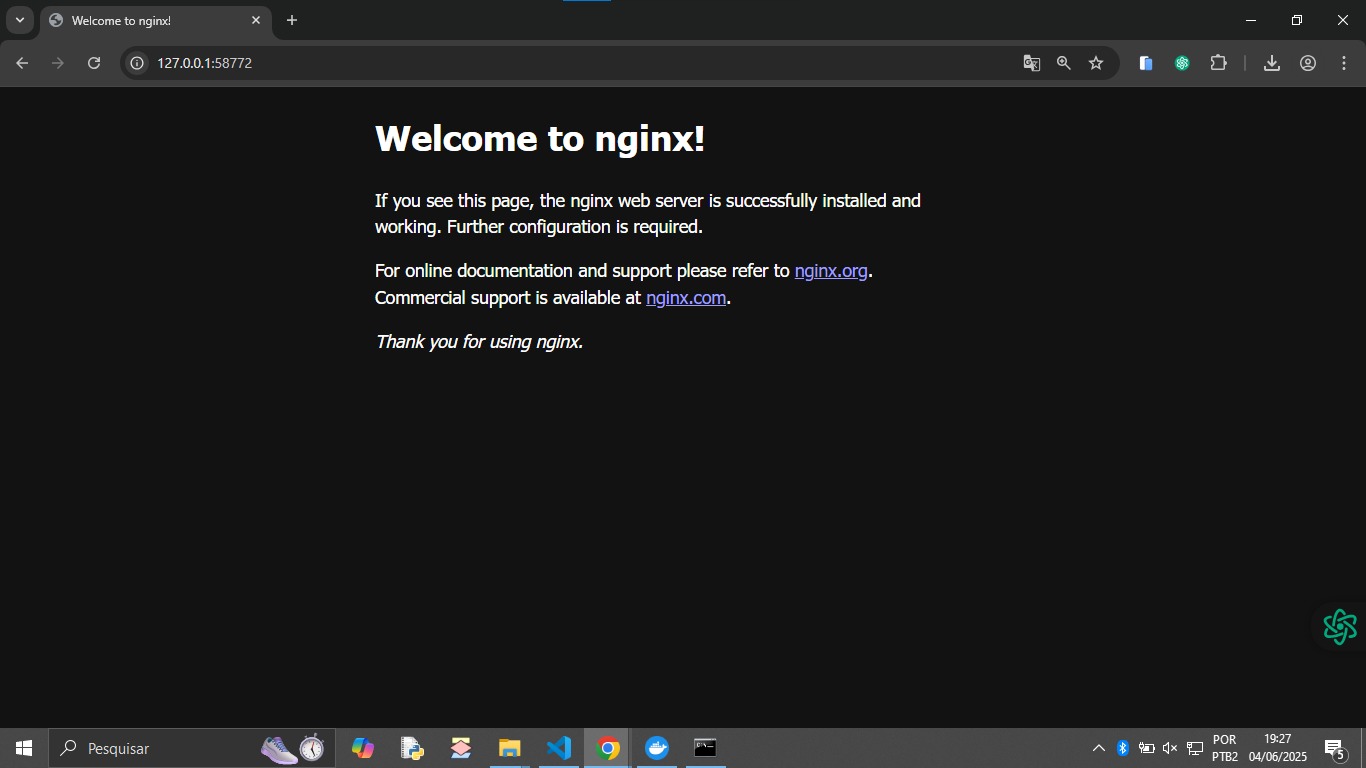 Welcome to nginx!
127.0.0.1:58772
Welcome to nginx!
If you see this page, the nginx web server is successfully installed and
working. Further configuration is required.
For online documentation and support please refer to nginx.org.
Commercial support is available at nginx.com.
Thank you for using nginx.
Pesquisar
POR
PTB2
19:27
04/06/2025
5